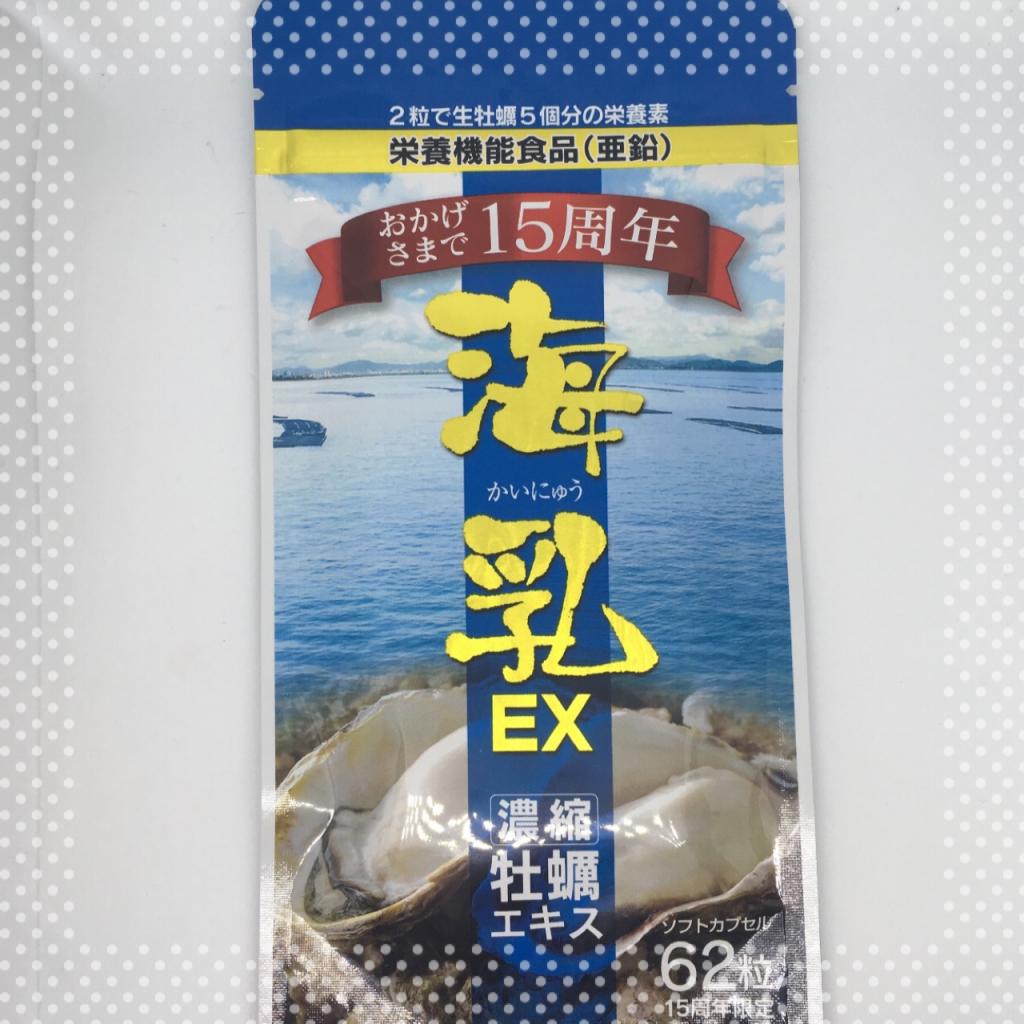 2粒で生牡蠣5個分の栄養素
栄養機能食品(亜鉛)
おかげ
さまで
15周年
海
かいにゅう
乳
EX
濃縮
牡蠣
エキス
ソフトカプセル
62粒
15周年限定